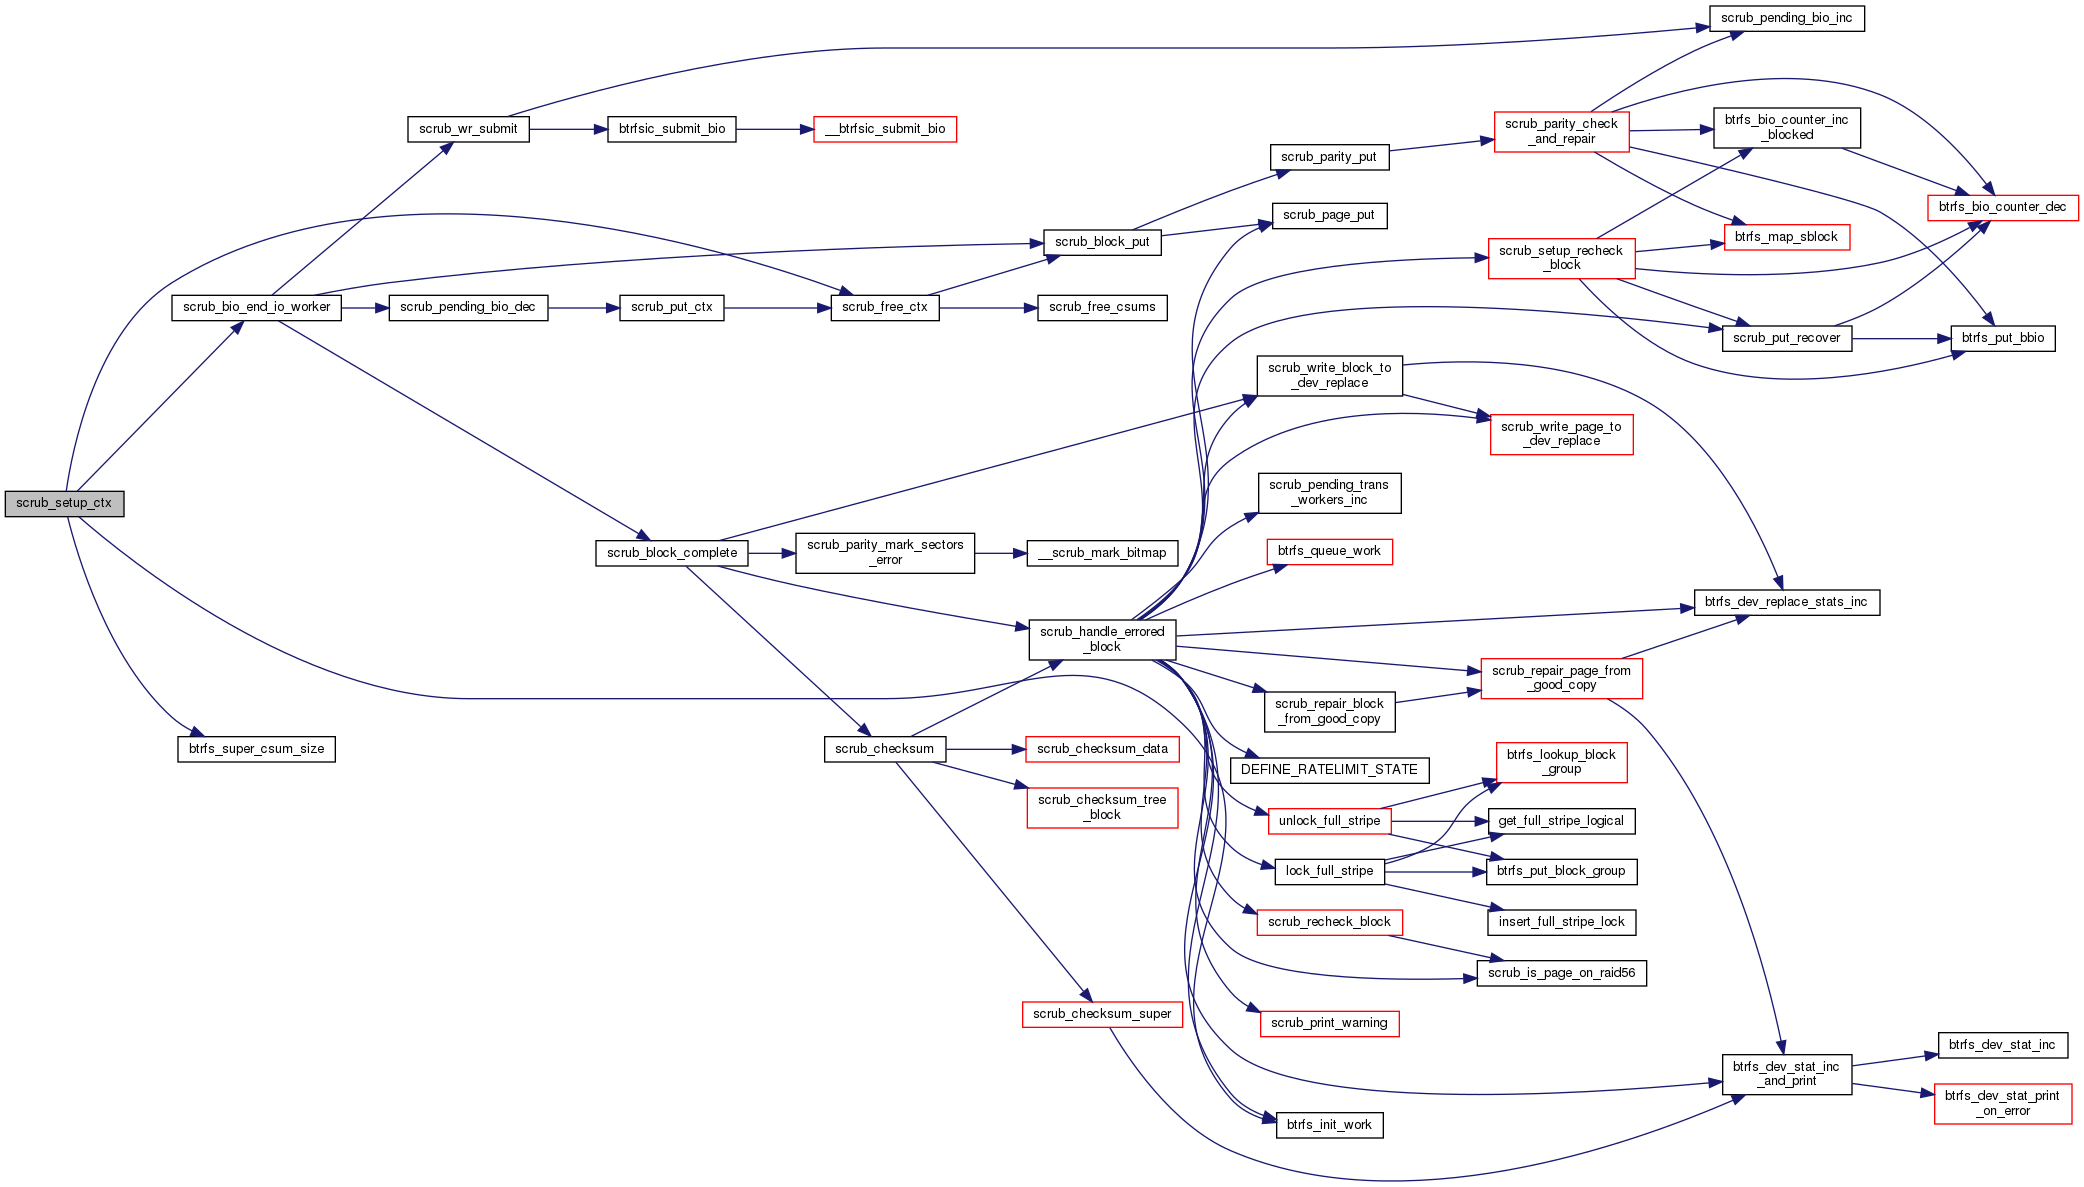 scrub_setup_ctx
scrub_bio_end_io_worker
btrfs_super_csum_size
scrub_wr_submit
scrub_pending_bio_dec
btrfsic_submit_bio
scrub_put_ctx
scrub_block_complete
__btrfsic_submit_bio
scrub_free_ctx
scrub_parity_mark_sectors
_error
scrub_checksum
scrub_block_put
scrub_free_csums
__scrub_mark_bitmap
scrub_handle_errored
_block
scrub_checksum_data
scrub_checksum_tree
_block
scrub_checksum_super
scrub_parity_put
scrub_page_put
scrub_write_block_to
_dev_replace
scrub_pending_trans
_workers_inc
btrfs_queue_work
scrub_repair_block
_from_good_copy
DEFINE_RATELIMIT_STATE
unlock_full_stripe
lock_full_stripe
scrub_recheck_block
scrub_print_warning
btrfs_init_work
scrub_parity_check
_and_repair
scrub_setup_recheck
_block
scrub_write_page_to
_dev_replace
scrub_repair_page_from
_good_copy
btrfs_lookup_block
_group
get_full_stripe_logical
btrfs_put_block_group
insert_full_stripe_lock
scrub_is_page_on_raid56
scrub_pending_bio_inc
btrfs_bio_counter_inc
_blocked
btrfs_map_sblock
scrub_put_recover
btrfs_dev_replace_stats_inc
btrfs_dev_stat_inc
_and_print
btrfs_bio_counter_dec
btrfs_put_bbio
btrfs_dev_stat_inc
btrfs_dev_stat_print
_on_error